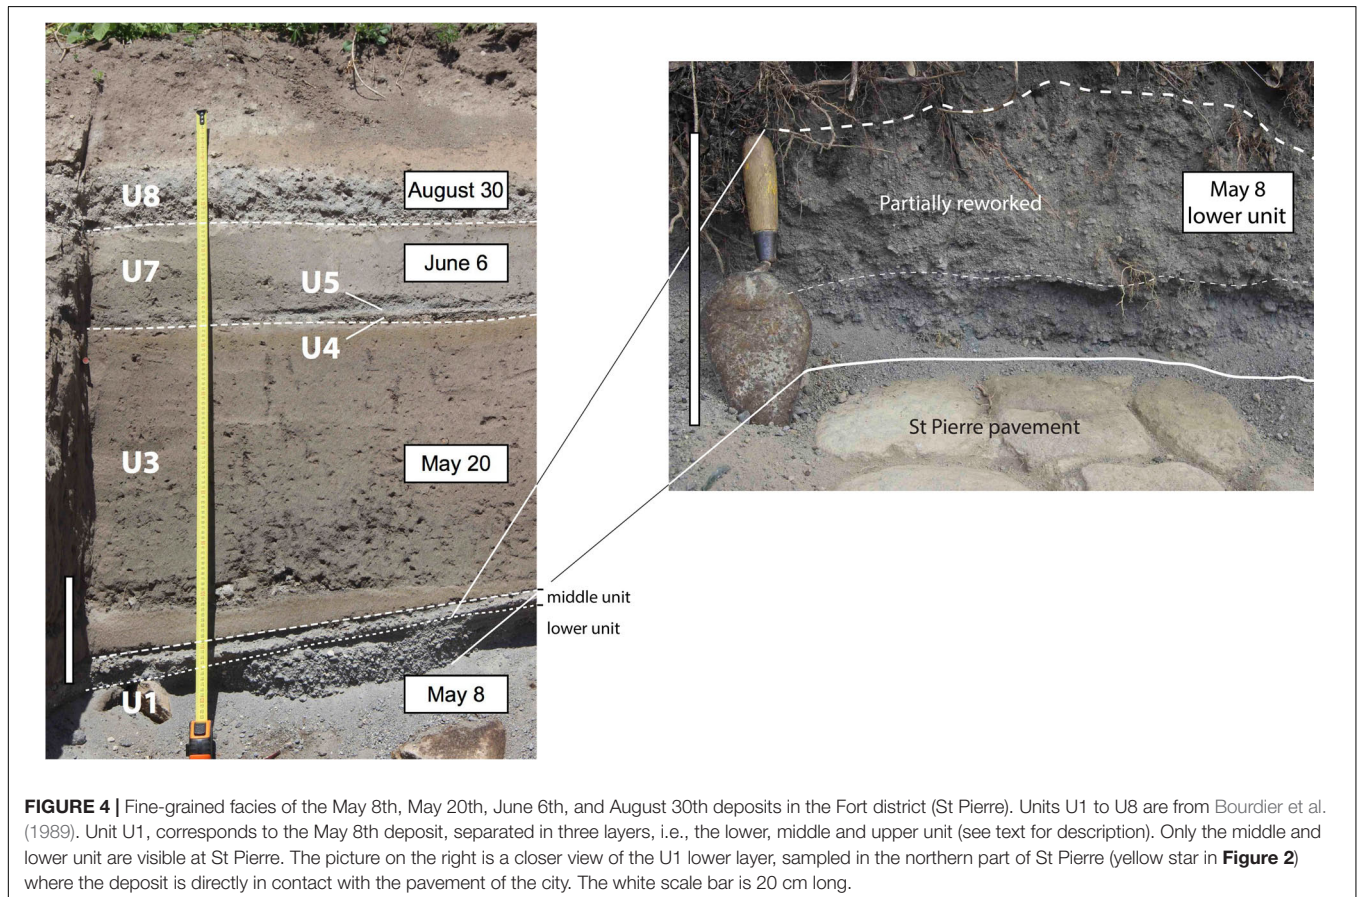 U8
August 30
U7
June 6
U5
U4
U3
May 20
middle unit
lower unit
U1
May 8
Partially reworked
May 8
lower unit
St Pierre pavement
FIGURE 4 | Fine-grained facies of the May 8th, May 20th, June 6th, and August 30th deposits in the Fort district (St Pierre). Units U1 to U8 are from Bourdier et al.
(1989). Unit U1, corresponds to the May 8th deposit, separated in three layers, i.e., the lower, middle and upper unit (see text for description). Only the middle and
lower unit are visible at St Pierre. The picture on the right is a closer view of the U1 lower layer, sampled in the northern part of St Pierre (yellow star in Figure 2)
where the deposit is directly in contact with the pavement of the city. The white scale bar is 20 cm long.